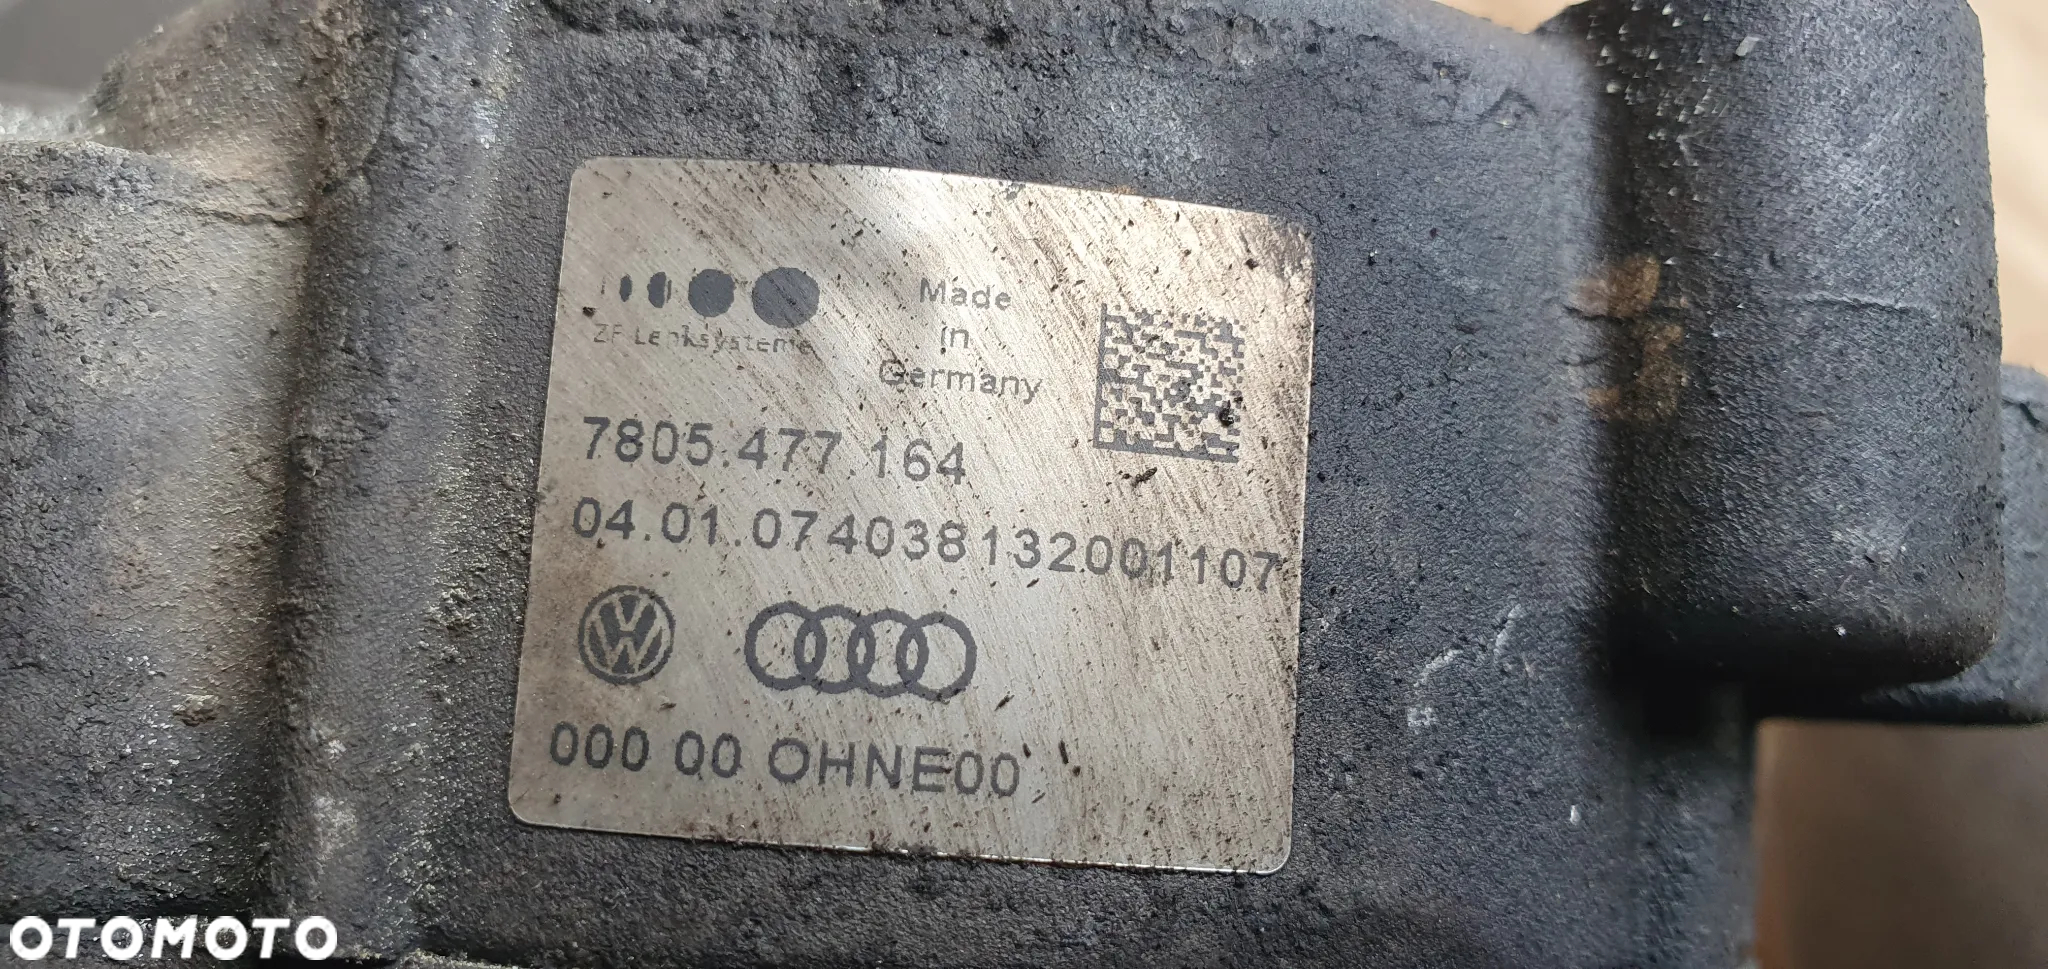 ZF Lenksysteme
Made
in
Germany
7805.477.164
04.01.074038132001107
000 00 OHNE00
OTOMOTO